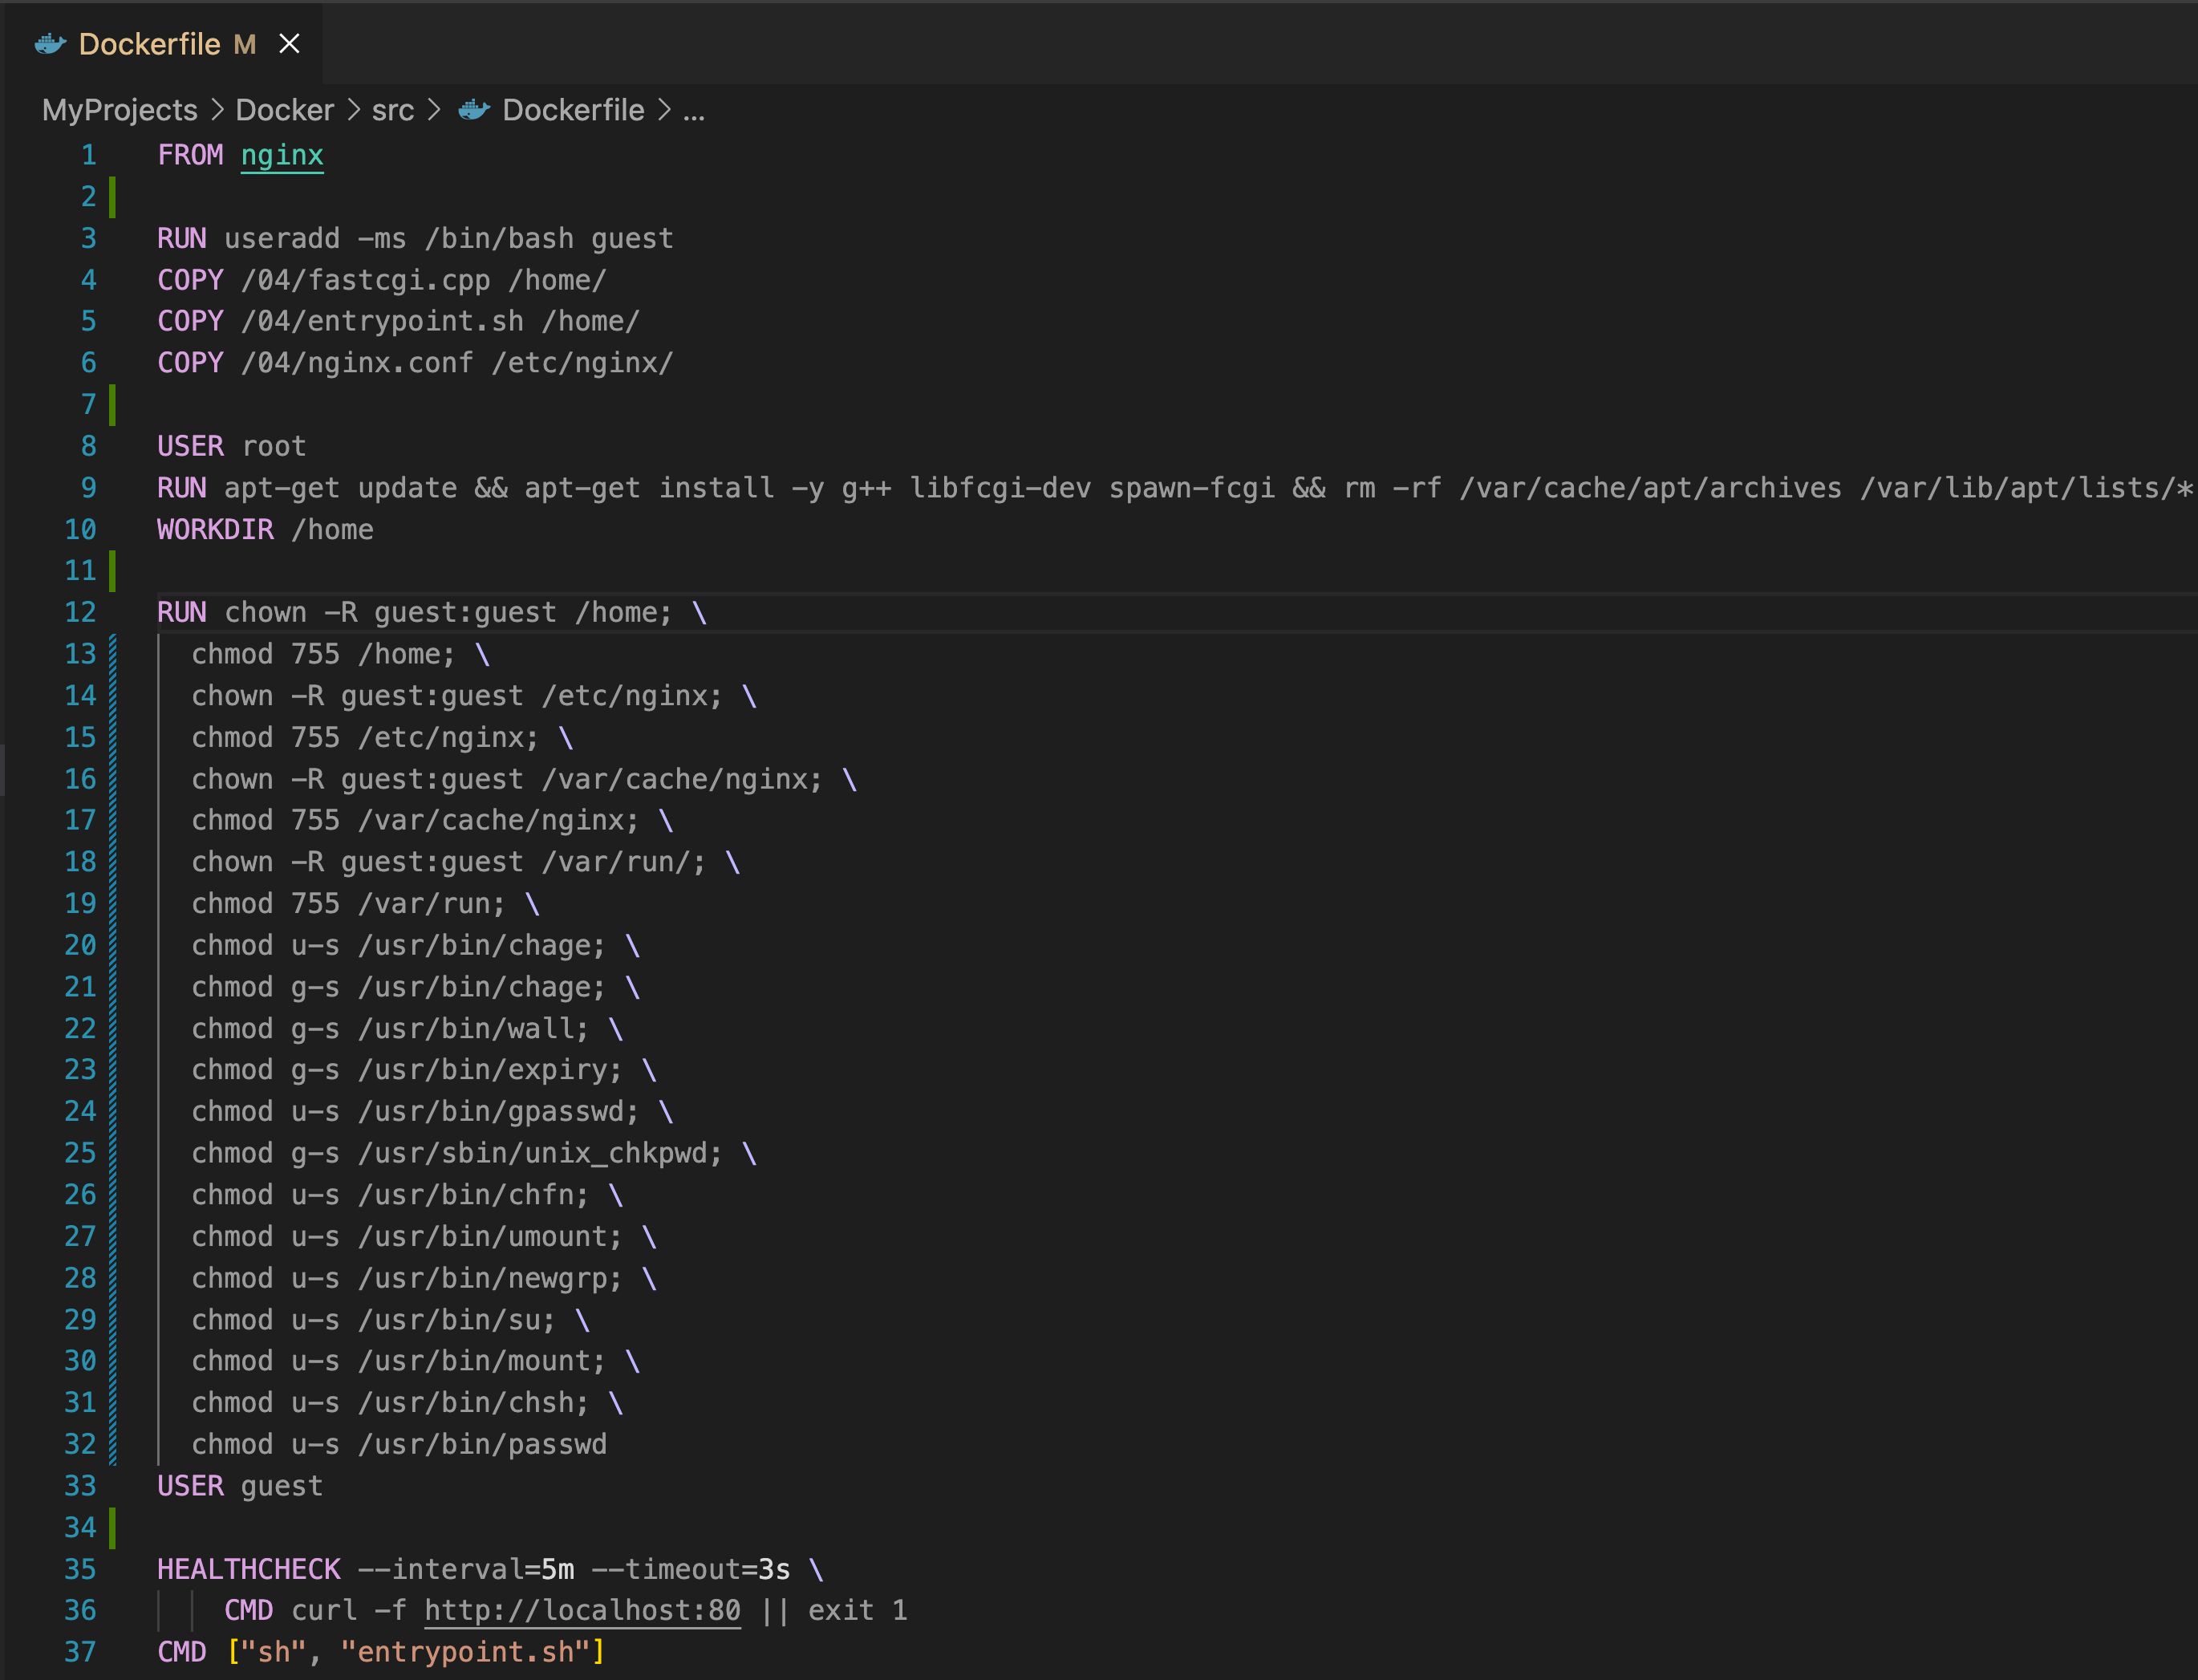 Dockerfile M ×
MyProjects > Docker > src > Dockerfile > ...
1 FROM nginx
2
3 RUN useradd -ms /bin/bash guest
4 COPY /04/fastcgi.cpp /home/
5 COPY /04/entrypoint.sh /home/
6 COPY /04/nginx.conf /etc/nginx/
7
8 USER root
9 RUN apt-get update && apt-get install -y g++ libfcgi-dev spawn-fcgi && rm -rf /var/cache/apt/archives /var/lib/apt/lists/*
10 WORKDIR /home
11
12 RUN chown -R guest:guest /home; \
13 chmod 755 /home; \
14 chown -R guest:guest /etc/nginx; \
15 chmod 755 /etc/nginx; \
16 chown -R guest:guest /var/cache/nginx; \
17 chmod 755 /var/cache/nginx; \
18 chown -R guest:guest /var/run/; \
19 chmod 755 /var/run; \
20 chmod u-s /usr/bin/chage; \
21 chmod g-s /usr/bin/chage; \
22 chmod g-s /usr/bin/wall; \
23 chmod g-s /usr/bin/expiry; \
24 chmod u-s /usr/bin/gpasswd; \
25 chmod g-s /usr/sbin/unix_chkpwd; \
26 chmod u-s /usr/bin/chfn; \
27 chmod u-s /usr/bin/umount; \
28 chmod u-s /usr/bin/newgrp; \
29 chmod u-s /usr/bin/su; \
30 chmod u-s /usr/bin/mount; \
31 chmod u-s /usr/bin/chsh; \
32 chmod u-s /usr/bin/passwd
33 USER guest
34
35 HEALTHCHECK --interval=5m --timeout=3s \
36 CMD curl -f http://localhost:80 || exit 1
37 CMD ["sh", "entrypoint.sh"]